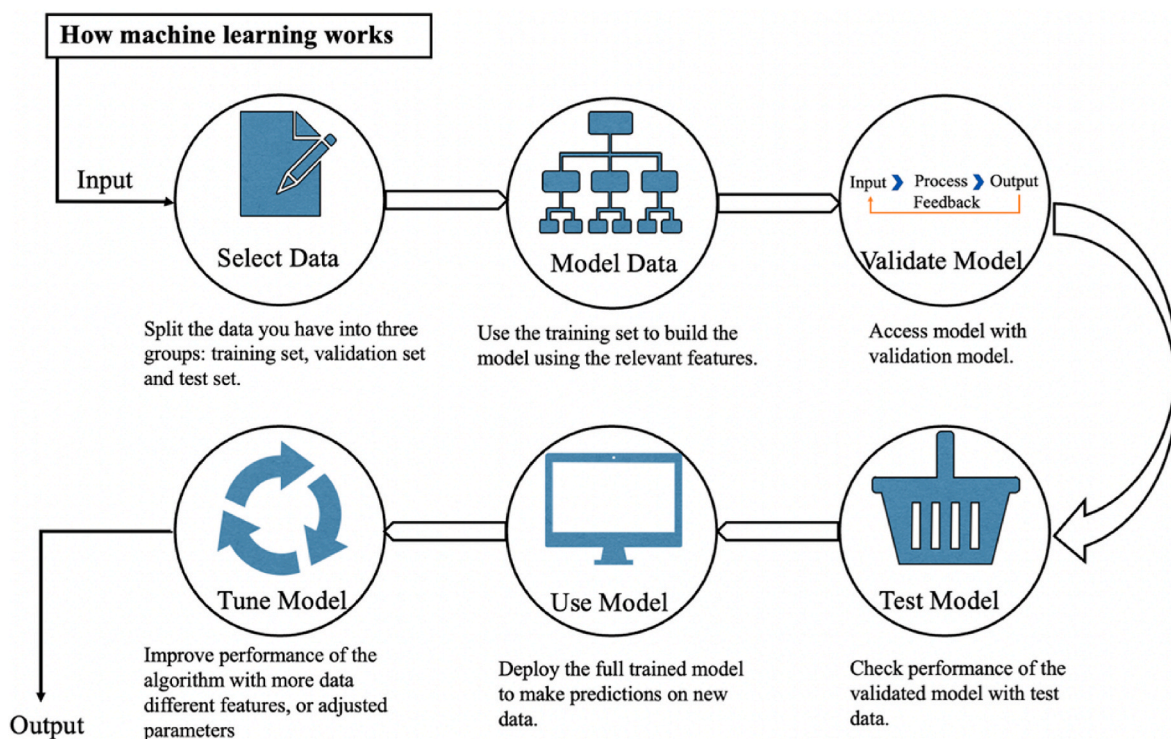 How machine learning works
Input
Input Process Output
Feedback
Select Data
Model Data
Validate Model
Split the data you have into three
groups: training set, validation set
and test set.
Use the training set to build the
model using the relevant features.
Access model with
validation model.
Tune Model
Use Model
Test Model
Improve performance of the
algorithm with more data
different features, or adjusted
parameters
Deploy the full trained model
to make predictions on new
data.
Check performance of the
validated model with test
data.
Output